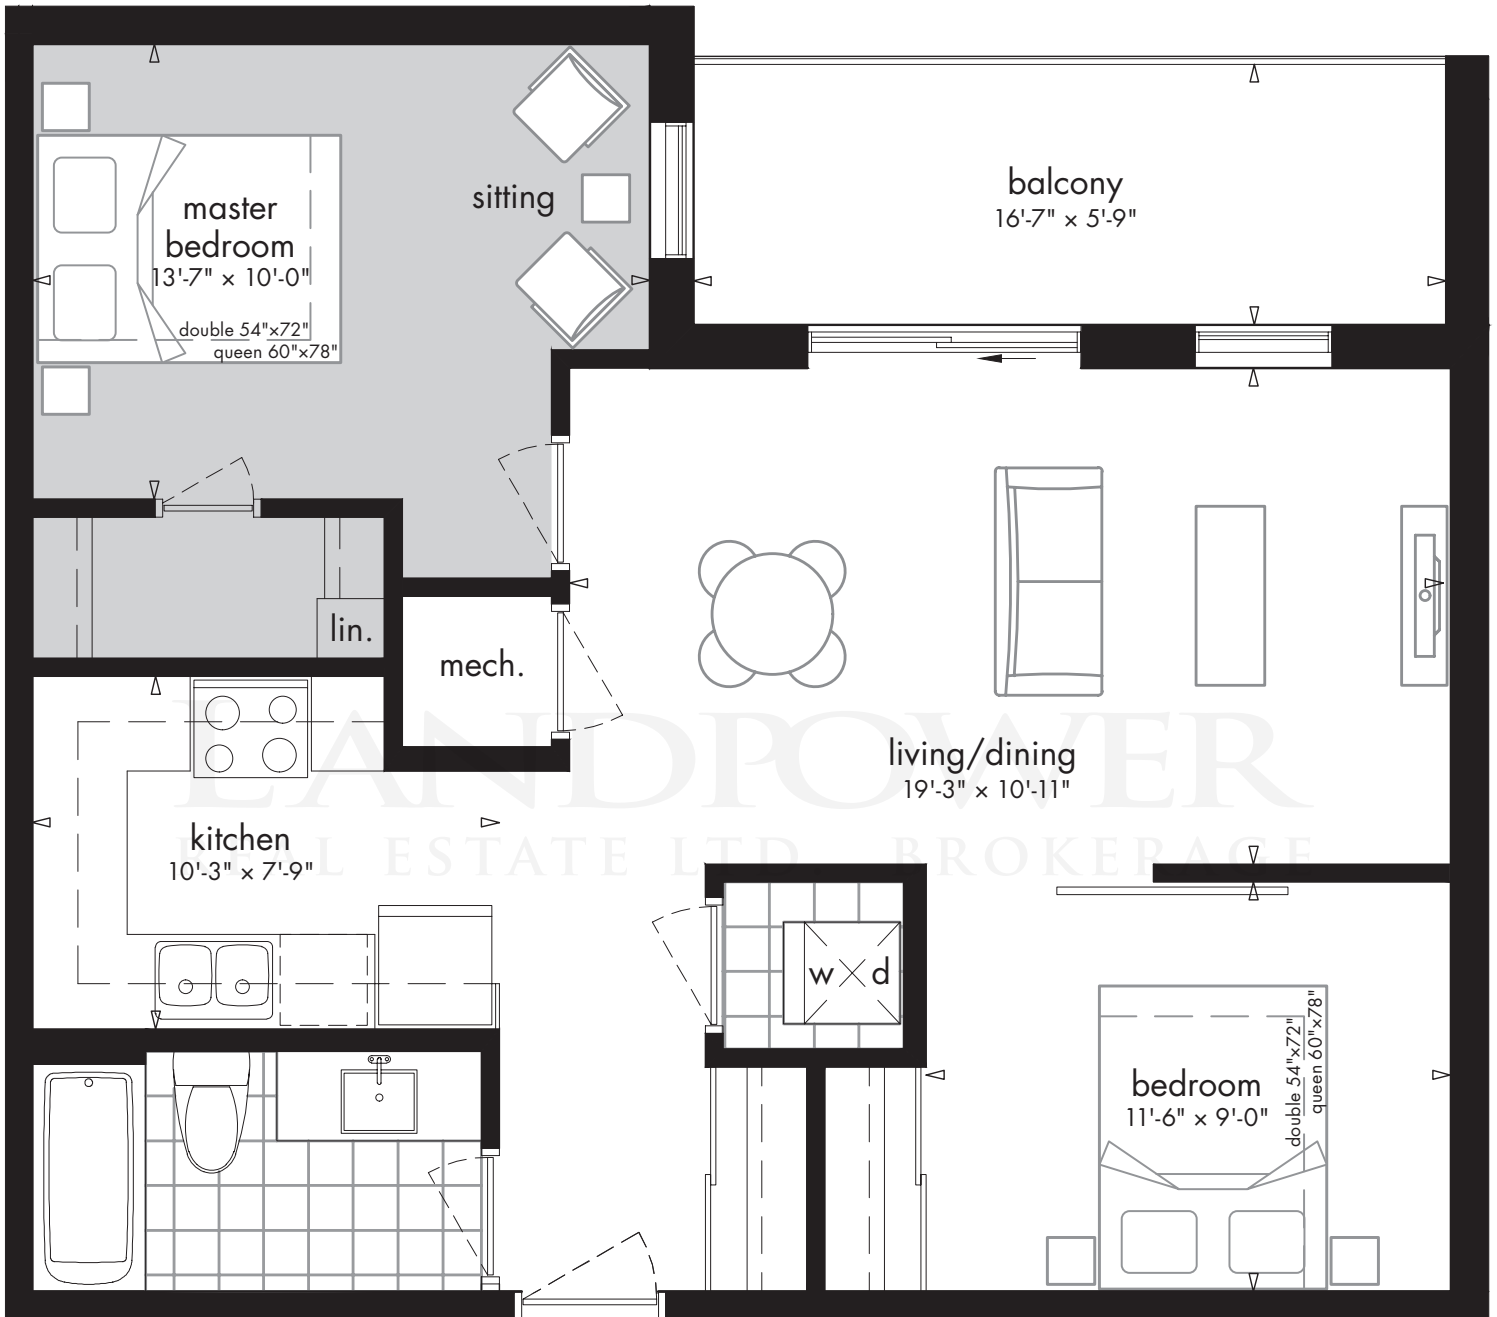 sitting
balcony
16'-7" × 5'-9"
master
bedroom
13'-7" × 10'-0"
double 54"×72"
queen 60"×78"
lin.
mech.
LANDPOWER
REAL ESTATE LTD. BROKERAGE
living/dining
19'-3" × 10'-11"
kitchen
10'-3" × 7'-9"
w d
bedroom
11'-6" × 9'-0"
double 54"×72"
queen 60"×78"